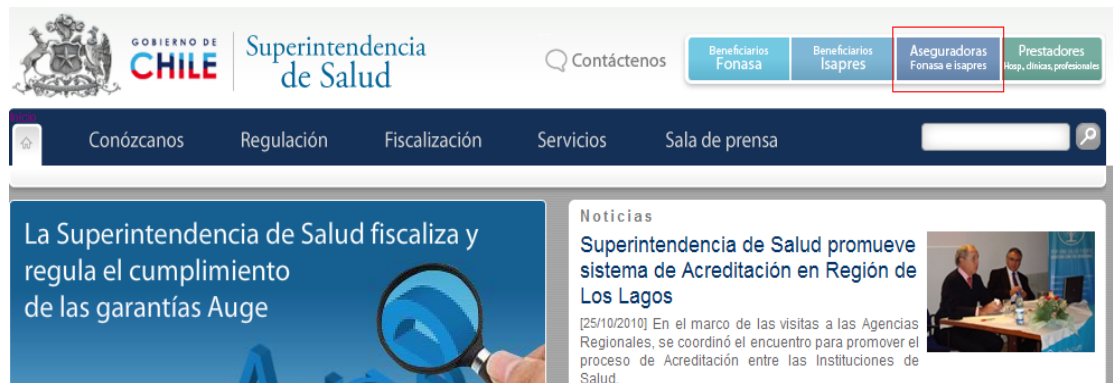 GOBIERNO DE
CHILE
Superintendencia
de Salud
Contáctenos
Beneficiarios
Fonasa
Beneficiarios
Isapres
Aseguradoras
Fonasa e isapres
Prestadores
Hosp., clínicas, profesionales
Inicio
Conózcanos
Regulación
Fiscalización
Servicios
Sala de prensa
La Superintendencia de Salud fiscaliza y
regula el cumplimiento
de las garantías Auge
Noticias
Superintendencia de Salud promueve
sistema de Acreditación en Región de
Los Lagos
[25/10/2010] En el marco de las visitas a las Agencias
Regionales, se coordinó el encuentro para promover el
proceso de Acreditación entre las Instituciones de
Salud.